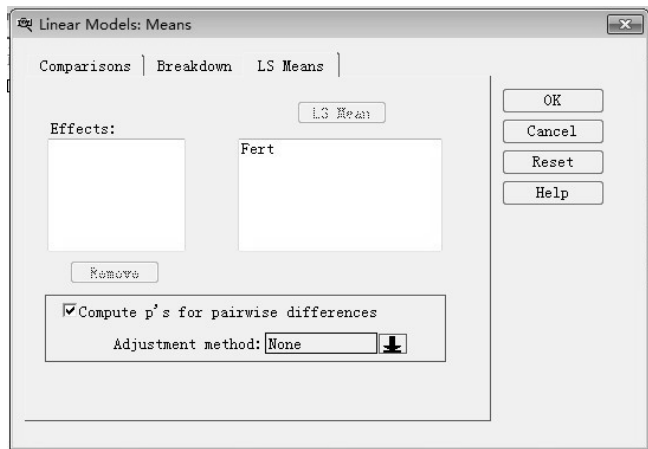 Linear Models: Means
Comparisons Breakdown LS Means
LS Mean
Effects:
Fert
Remove
Compute p's for pairwise differences
Adjustment method: None
OK
Cancel
Reset
Help